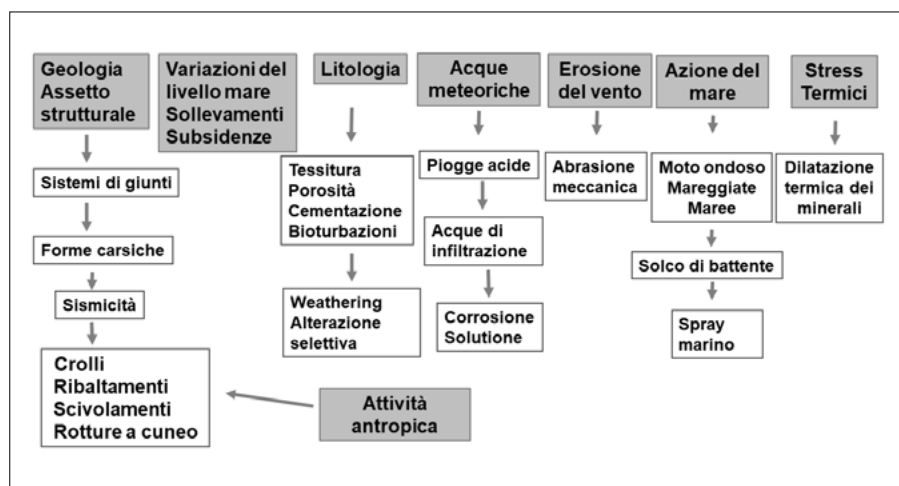 Geologia
Assetto
strutturale
Sistemi di giunti
Forme carsiche
Sismicità
Crolli
Ribaltamenti
Scivolamenti
Rotture a cuneo
Variazioni del
livello mare
Sollevamenti
Subsidenze
Litologia
Tessitura
Porosità
Cementazione
Bioturbazioni
Weathering
Alterazione
selettiva
Acque
meteoriche
Piogge acide
Acque di
infiltrazione
Corrosione
Solutione
Erosione
del vento
Abrasione
meccanica
Azione del
mare
Moto ondoso
Mareggiate
Maree
Solco di battente
Spray
marino
Stress
Termici
Dilatazione
termica dei
minerali
Attività
antropica